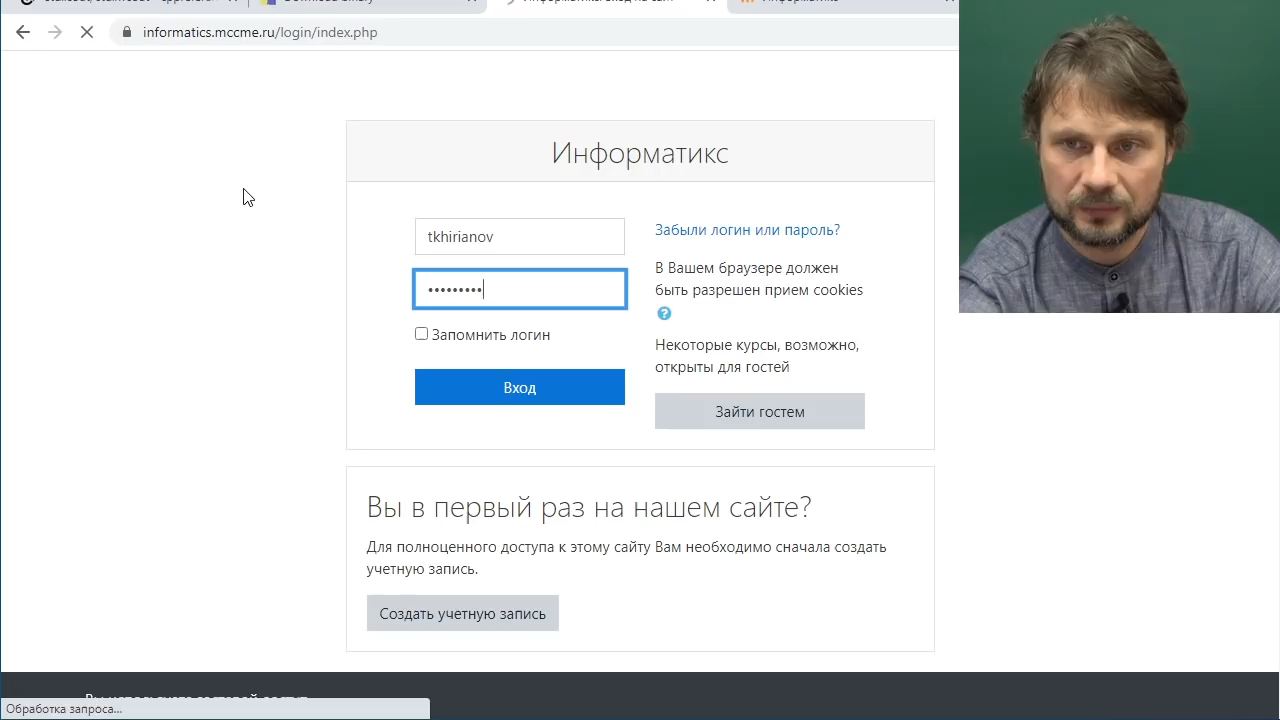 informatics.mccme.ru/login/index.php
Информатикс
tkhirianov
•••••••••
Забыли логин или пароль?
В Вашем браузере должен
быть разрешен прием cookies
?
Запомнить логин
Некоторые курсы, возможно,
открыты для гостей
Вход
Зайти гостем
Вы в первый раз на нашем сайте?
Для полноценного доступа к этому сайту Вам необходимо сначала создать
учетную запись.
Создать учетную запись
Обработка запроса...